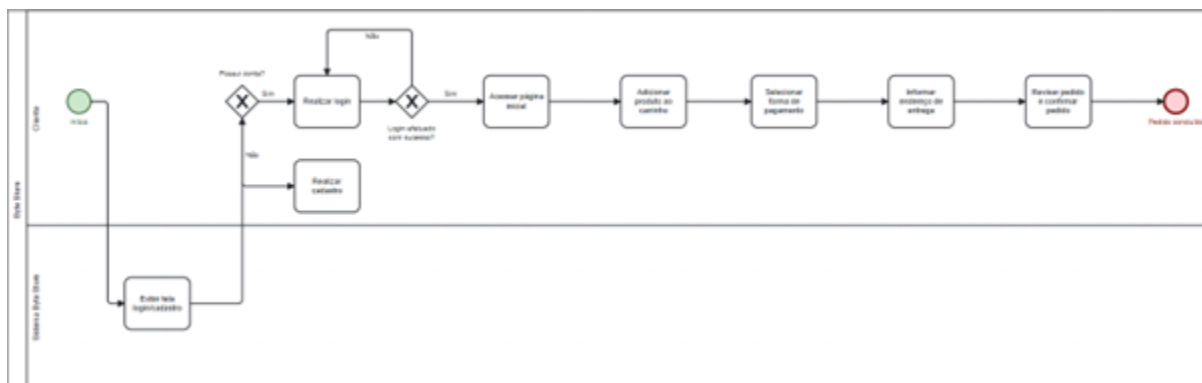 Byte Store
Cliente
Início
Possui conta?
Sim
Não
Realizar login
Não
Login efetuado
com sucesso?
Sim
Acessar página
inicial
Adicionar
produto ao
carrinho
Selecionar
forma de
pagamento
Informar
endereço de
entrega
Revisar pedido
e confirmar
pedido
Pedido concluído
Realizar
cadastro
Sistema Byte Store
Exibir tela
login/cadastro